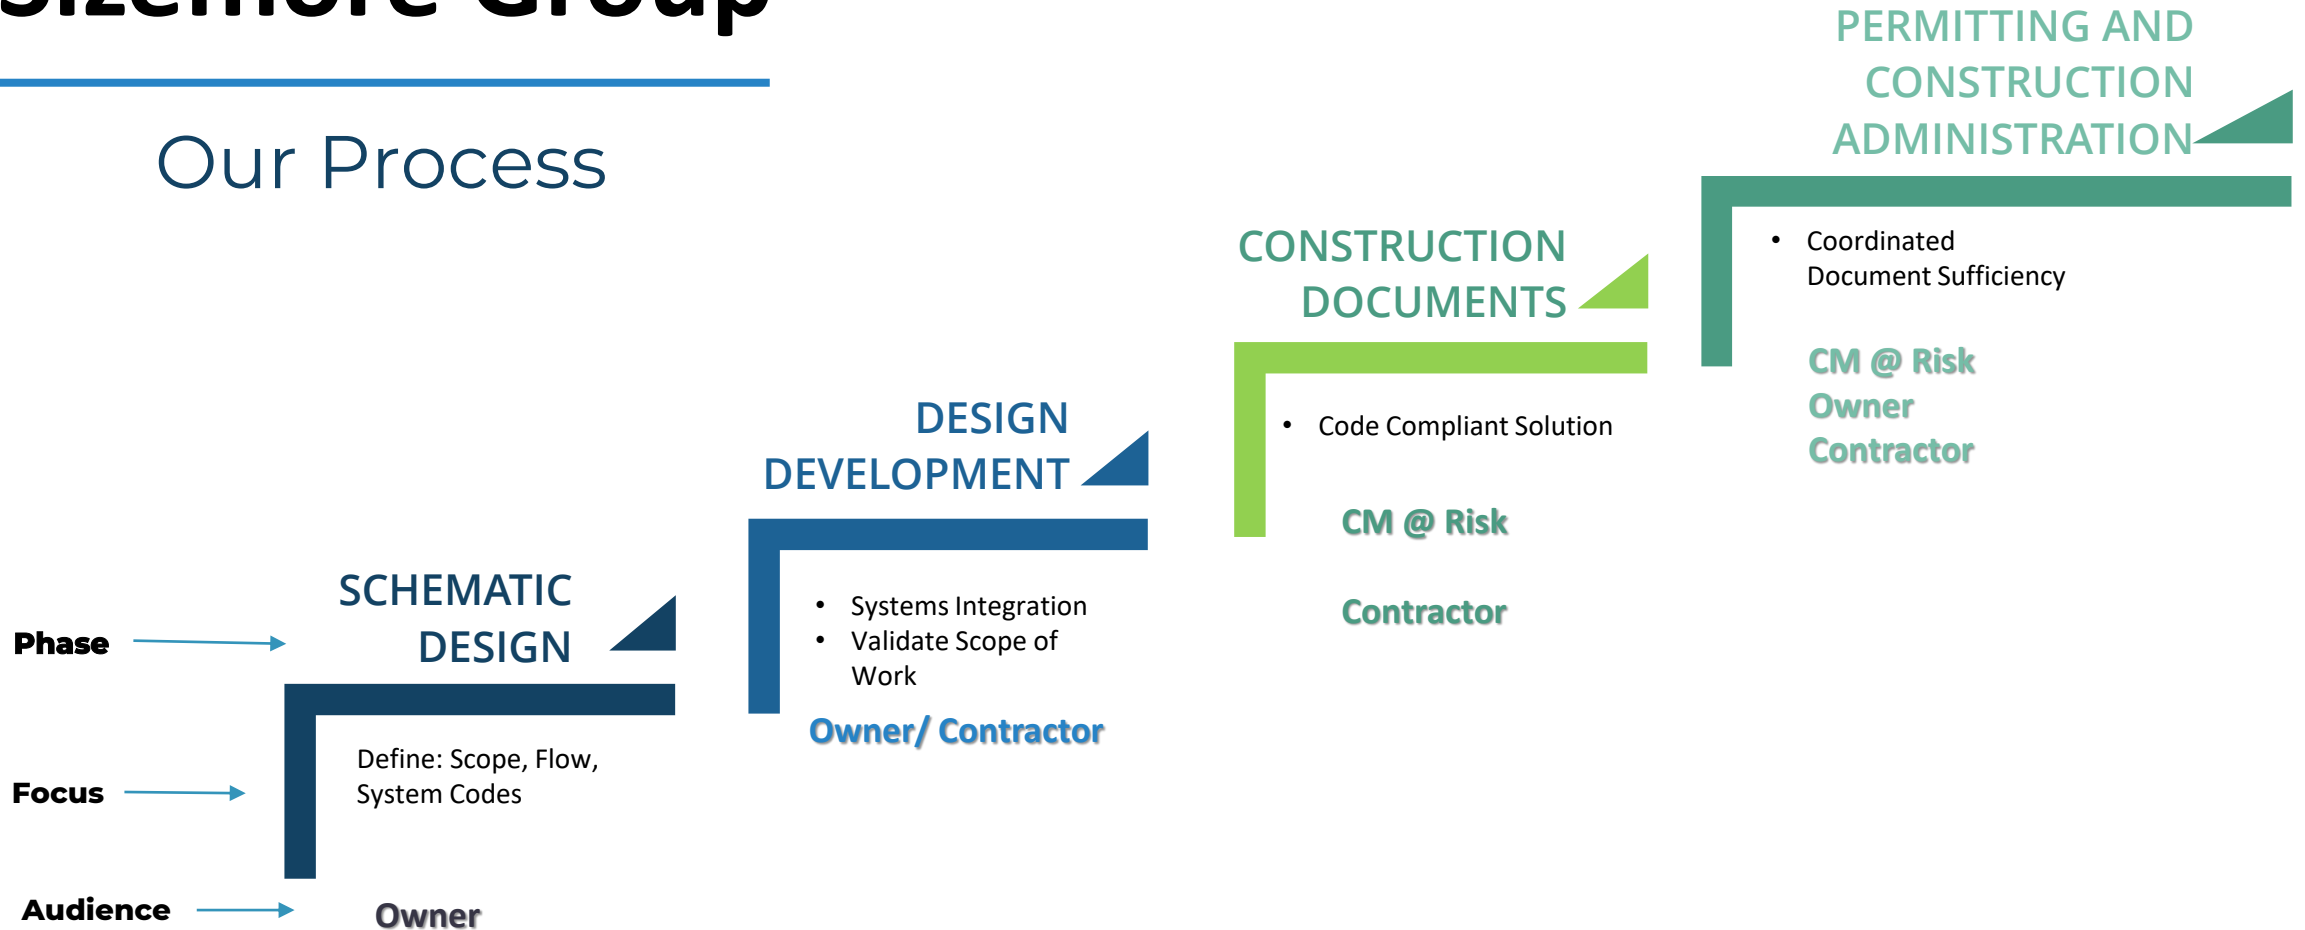 Sizemore Group
Our Process
Phase
Focus
Audience
SCHEMATIC
DESIGN
Define: Scope, Flow,
System Codes
Owner
DESIGN
DEVELOPMENT
• Systems Integration
• Validate Scope of
Work
Owner/ Contractor
CONSTRUCTION
DOCUMENTS
• Code Compliant Solution
CM @ Risk
Contractor
PERMITTING AND
CONSTRUCTION
ADMINISTRATION
• Coordinated
Document Sufficiency
CM @ Risk
Owner
Contractor